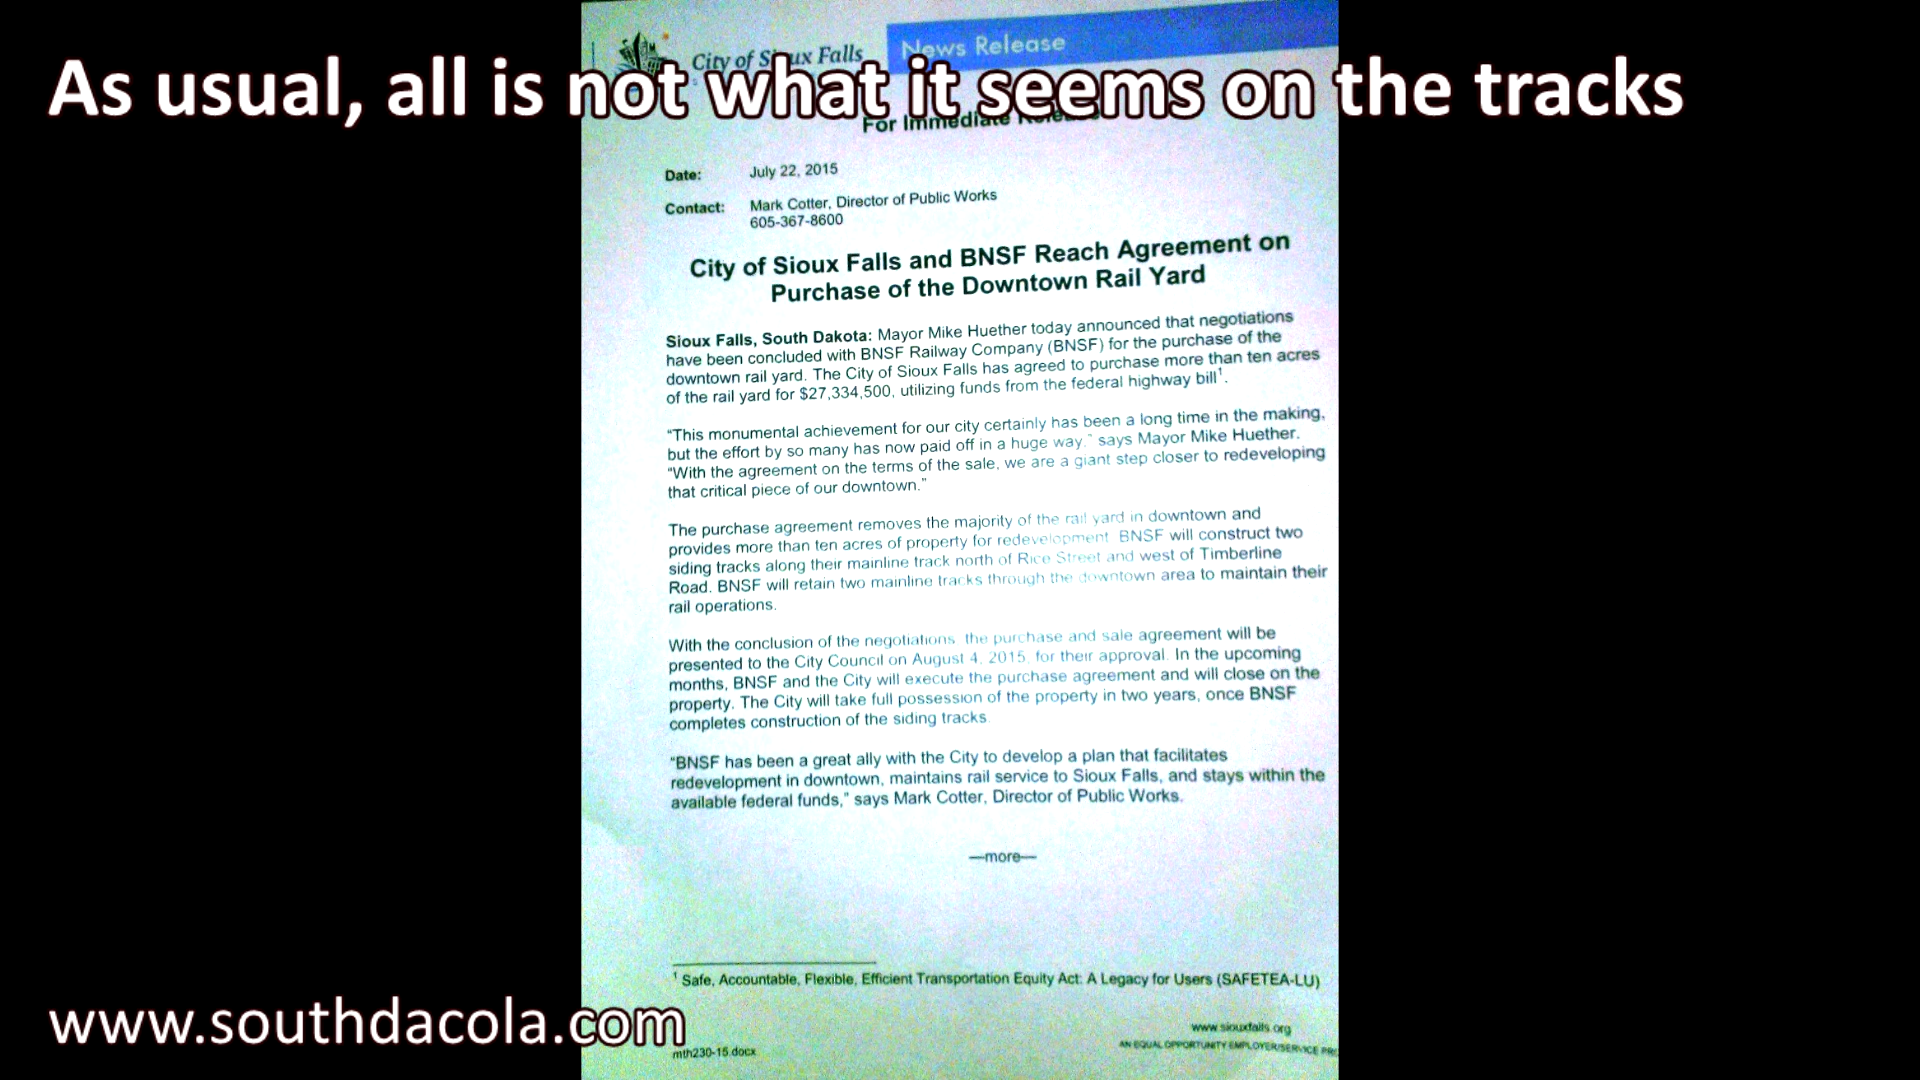 City of Sioux Falls
News Release
As usual, all is not what it seems on the tracks
For Immediate Release
Date: July 22, 2015
Contact: Mark Cotter, Director of Public Works
605-367-8600
City of Sioux Falls and BNSF Reach Agreement on
Purchase of the Downtown Rail Yard
Sioux Falls, South Dakota: Mayor Mike Huether today announced that negotiations
have been concluded with BNSF Railway Company (BNSF) for the purchase of the
downtown rail yard. The City of Sioux Falls has agreed to purchase more than ten acres
of the rail yard for $27,334,500, utilizing funds from the federal highway bill¹.
“This monumental achievement for our city certainly has been a long time in the making,
but the effort by so many has now paid off in a huge way,” says Mayor Mike Huether.
“With the agreement on the terms of the sale, we are a giant step closer to redeveloping
that critical piece of our downtown.”
The purchase agreement removes the majority of the rail yard in downtown and
provides more than ten acres of property for redevelopment. BNSF will construct two
siding tracks along their mainline track north of Rice Street and west of Timberline
Road. BNSF will retain two mainline tracks through the downtown area to maintain their
rail operations.
With the conclusion of the negotiations, the purchase and sale agreement will be
presented to the City Council on August 4, 2015, for their approval. In the upcoming
months, BNSF and the City will execute the purchase agreement and will close on the
property. The City will take full possession of the property in two years, once BNSF
completes construction of the siding tracks.
“BNSF has been a great ally with the City to develop a plan that facilitates
redevelopment in downtown, maintains rail service to Sioux Falls, and stays within the
available federal funds,” says Mark Cotter, Director of Public Works.
—more—
¹ Safe, Accountable, Flexible, Efficient Transportation Equity Act: A Legacy for Users (SAFETEA-LU)
www.southdacola.com
www.siouxfalls.org
mth230-15.docx
AN EQUAL OPPORTUNITY EMPLOYER/SERVICE